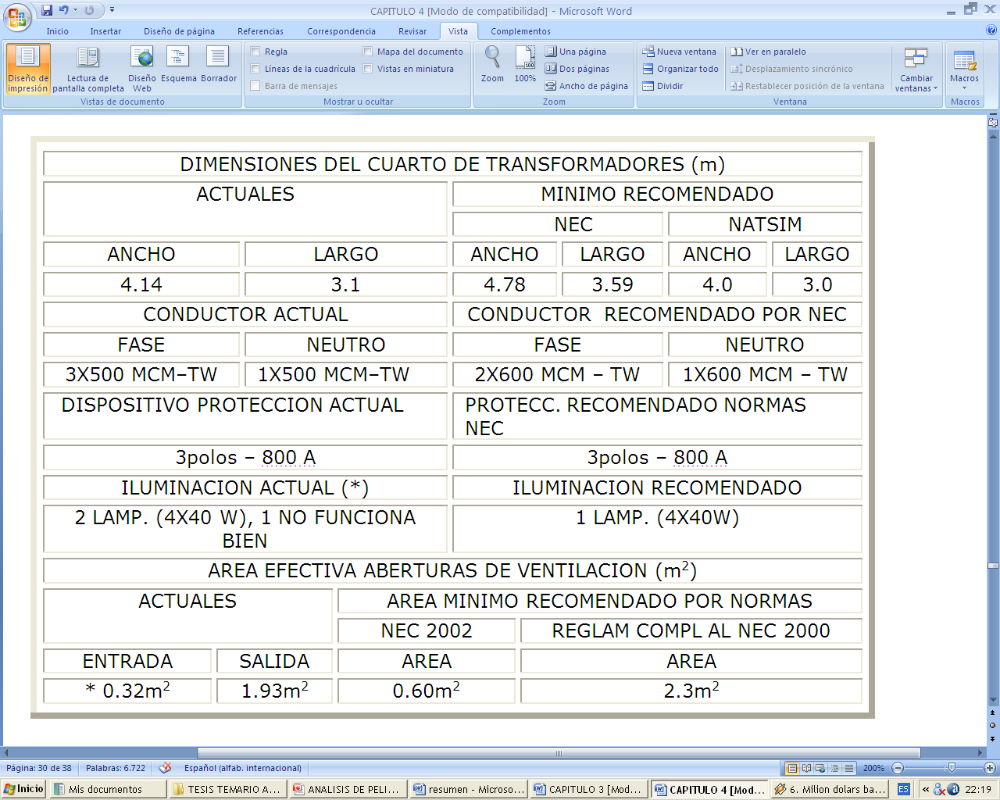 CAPITULO 4 [Modo de compatibilidad] - Microsoft Word
Inicio
Insertar
Diseño de página
Referencias
Correspondencia
Revisar
Vista
Complementos
Diseño de impresión
Lectura de pantalla completa
Diseño Web
Esquema
Borrador
Vistas de documento
Regla
Líneas de la cuadrícula
Barra de mensajes
Mapa del documento
Vistas en miniatura
Mostrar u ocultar
Zoom
100%
Una página
Dos páginas
Ancho de página
Zoom
Nueva ventana
Organizar todo
Dividir
Ver en paralelo
Desplazamiento sincrónico
Restablecer posición de la ventana
Cambiar ventanas
Ventana
Macros
Macros
DIMENSIONES DEL CUARTO DE TRANSFORMADORES (m)
ACTUALES
MINIMO RECOMENDADO
NEC
NATSIM
ANCHO
LARGO
ANCHO
LARGO
ANCHO
LARGO
4.14
3.1
4.78
3.59
4.0
3.0
CONDUCTOR ACTUAL
CONDUCTOR RECOMENDADO POR NEC
FASE
NEUTRO
FASE
NEUTRO
3X500 MCM–TW
1X500 MCM–TW
2X600 MCM – TW
1X600 MCM – TW
DISPOSITIVO PROTECCION ACTUAL
PROTECC. RECOMENDADO NORMAS
NEC
3polos – 800 A
3polos – 800 A
ILUMINACION ACTUAL (*)
ILUMINACION RECOMENDADO
2 LAMP. (4X40 W), 1 NO FUNCIONA
BIEN
1 LAMP. (4X40W)
AREA EFECTIVA ABERTURAS DE VENTILACION (m²)
ACTUALES
AREA MINIMO RECOMENDADO POR NORMAS
NEC 2002
REGLAM COMPL AL NEC 2000
ENTRADA
SALIDA
AREA
AREA
* 0.32m²
1.93m²
0.60m²
2.3m²
Página: 30 de 38
Palabras: 6.722
Español (alfab. internacional)
200%
Inicio
Mis documentos
TESIS TEMARIO A...
ANALISIS DE PELI...
resumen - Microso...
CAPITULO 3 [Mod...
CAPITULO 4 [Mod...
6. Milion dolars ba...
ES
«
22:19